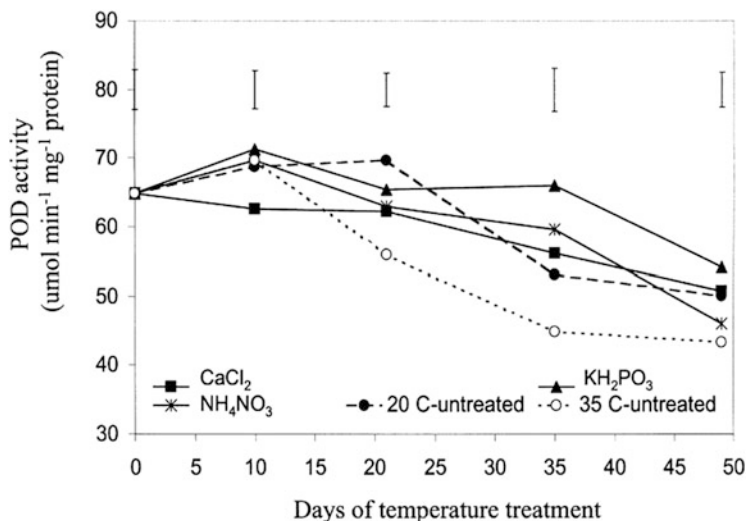 90
80
70
60
50
40
30
POD activity
(umol min⁻¹ mg⁻¹ protein)
CaCl₂
KH₂PO₃
NH₄NO₃
20 C-untreated
35 C-untreated
0 5 10 15 20 25 30 35 40 45 50
Days of temperature treatment